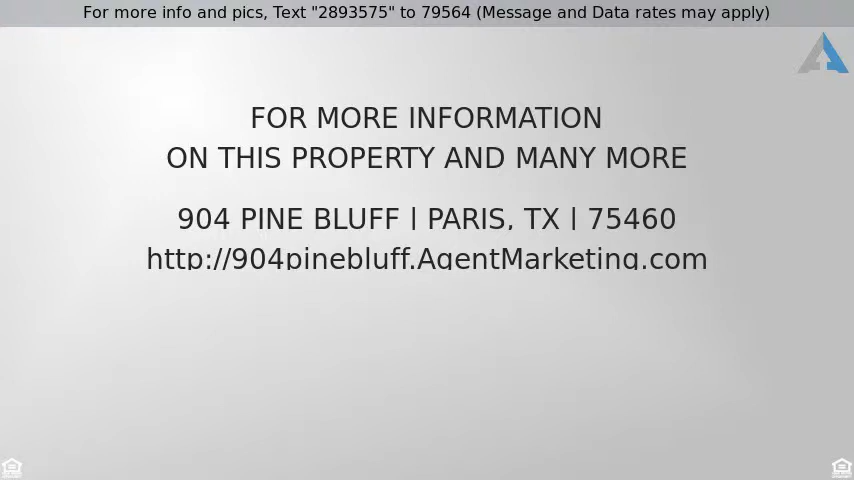 For more info and pics, Text "2893575" to 79564 (Message and Data rates may apply)
FOR MORE INFORMATION
ON THIS PROPERTY AND MANY MORE
904 PINE BLUFF | PARIS, TX | 75460
http://904pinebluff.AgentMarketing.com